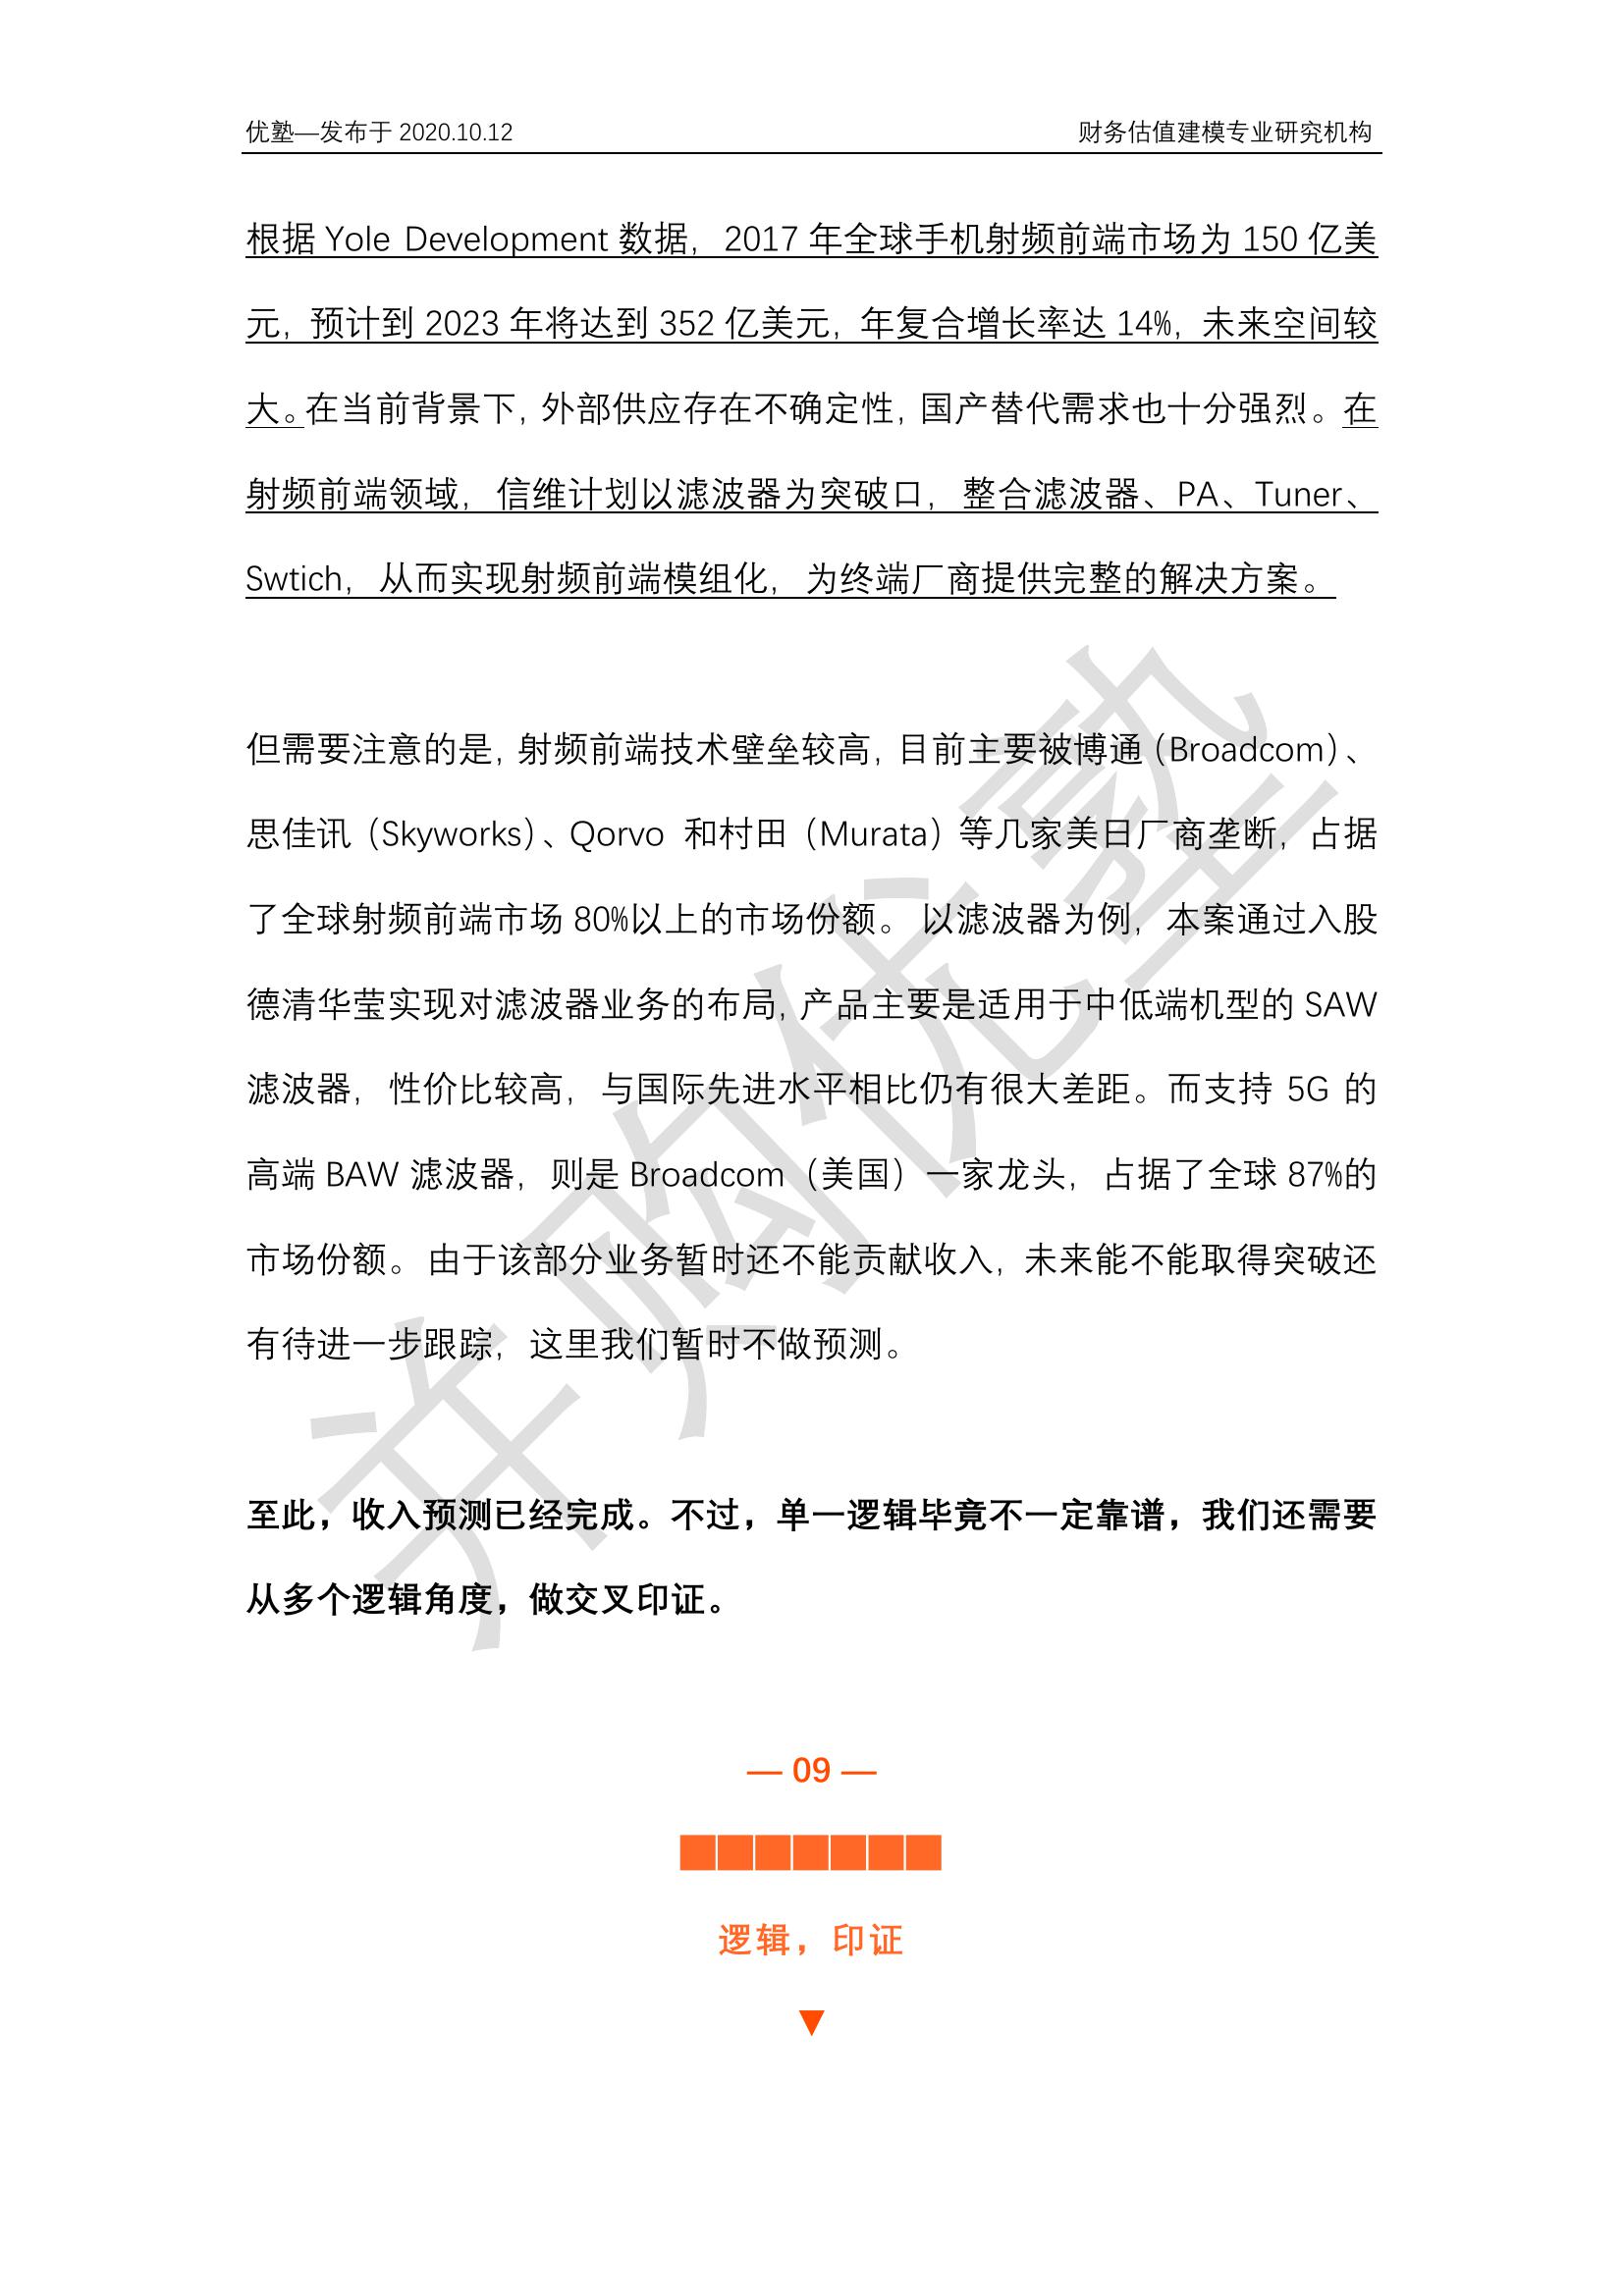 优塾—发布于 2020.10.12 财务估值建模专业研究机构
根据 Yole Development 数据，2017 年全球手机射频前端市场为 150 亿美
元，预计到 2023 年将达到 352 亿美元，年复合增长率达 14%，未来空间较
大。在当前背景下，外部供应存在不确定性，国产替代需求也十分强烈。在
射频前端领域，信维计划以滤波器为突破口，整合滤波器、PA、Tuner、
Swtich，从而实现射频前端模组化，为终端厂商提供完整的解决方案。
但需要注意的是，射频前端技术壁垒较高，目前主要被博通（Broadcom）、
思佳讯（Skyworks）、Qorvo 和村田（Murata）等几家美日厂商垄断，占据
了全球射频前端市场 80%以上的市场份额。 以滤波器为例，本案通过入股
德清华莹实现对滤波器业务的布局，产品主要是适用于中低端机型的 SAW
滤波器，性价比较高，与国际先进水平相比仍有很大差距。而支持 5G 的
高端 BAW 滤波器，则是 Broadcom（美国）一家龙头，占据了全球 87%的
市场份额。由于该部分业务暂时还不能贡献收入，未来能不能取得突破还
有待进一步跟踪，这里我们暂时不做预测。
至此，收入预测已经完成。不过，单一逻辑毕竟不一定靠谱，我们还需要
从多个逻辑角度，做交叉印证。
— 09 —
逻辑，印证
▼
并购优塾